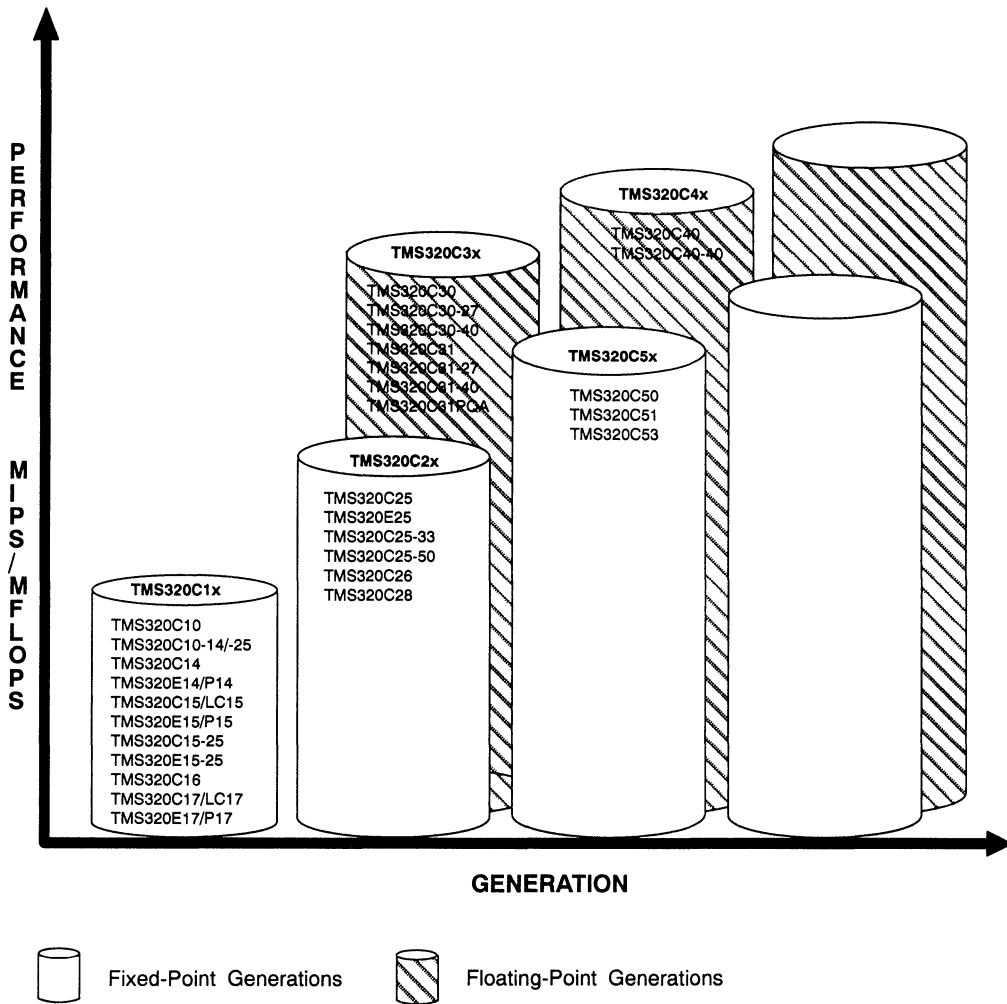 PERFORMANCE MIPS/MFLOPS
TMS320C4x
TMS320C40
TMS320C40-40
TMS320C3x
TMS320C30
TMS320C30-27
TMS320C30-40
TMS320C31
TMS320C31-27
TMS320C31-40
TMS320C31PQA
TMS320C5x
TMS320C50
TMS320C51
TMS320C53
TMS320C2x
TMS320C25
TMS320E25
TMS320C25-33
TMS320C25-50
TMS320C26
TMS320C28
TMS320C1x
TMS320C10
TMS320C10-14/-25
TMS320C14
TMS320E14/P14
TMS320C15/LC15
TMS320E15/P15
TMS320C15-25
TMS320E15-25
TMS320C16
TMS320C17/LC17
TMS320E17/P17
GENERATION
Fixed-Point Generations
Floating-Point Generations